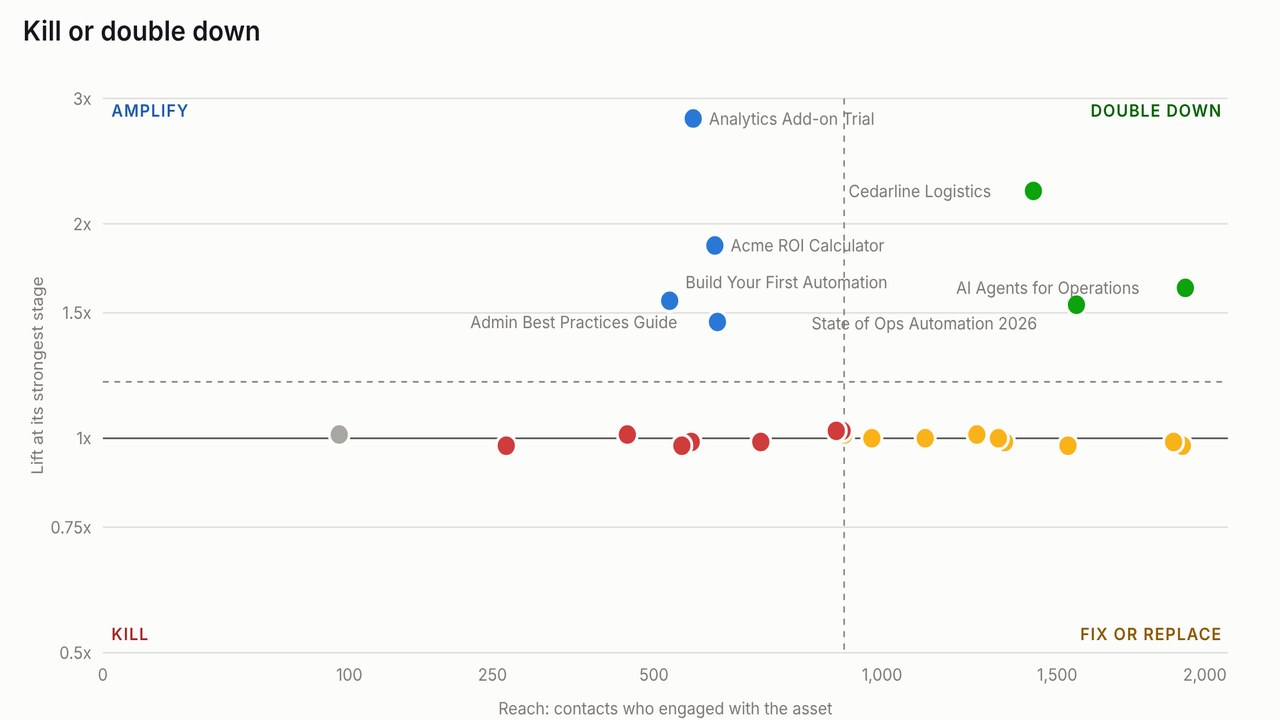 Kill or double down
3x
AMPLIFY
DOUBLE DOWN
Analytics Add-on Trial
Cedarline Logistics
2x
Acme ROI Calculator
Build Your First Automation
AI Agents for Operations
1.5x
Admin Best Practices Guide
State of Ops Automation 2026
Lift at its strongest stage
1x
0.75x
KILL
FIX OR REPLACE
0.5x
0 100 250 500 1,000 1,500 2,000
Reach: contacts who engaged with the asset